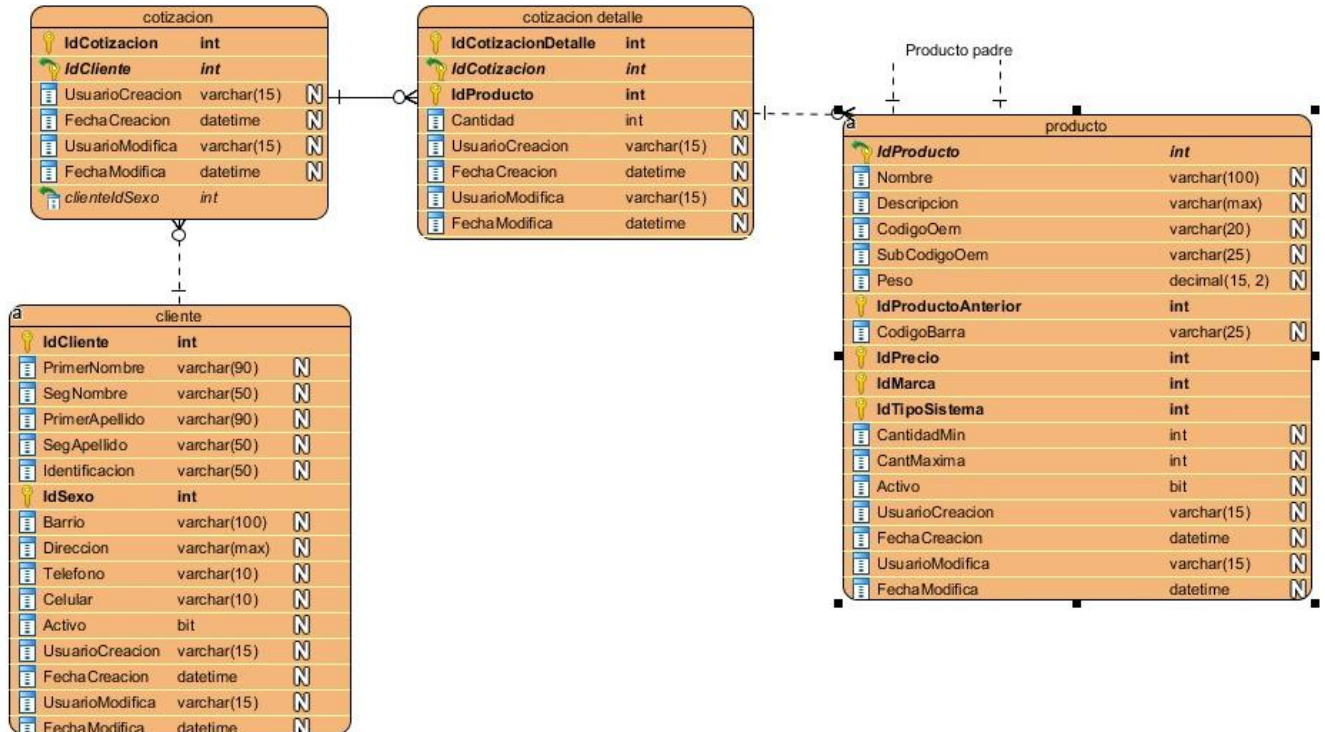 cotizacion
IdCotizacion int
IdCliente int
UsuarioCreacion varchar(15) N
FechaCreacion datetime N
UsuarioModifica varchar(15) N
FechaModifica datetime N
clienteIdSexo int
cotizacion detalle
IdCotizacionDetalle int
IdCotizacion int
IdProducto int
Cantidad int N
UsuarioCreacion varchar(15) N
FechaCreacion datetime N
UsuarioModifica varchar(15) N
FechaModifica datetime N
Producto padre
a
producto
IdProducto int
Nombre varchar(100) N
Descripcion varchar(max) N
CodigoOem varchar(20) N
SubCodigoOem varchar(25) N
Peso decimal(15, 2) N
IdProductoAnterior int
CodigoBarra varchar(25) N
IdPrecio int
IdMarca int
IdTipoSistema int
CantidadMin int N
CantMaxima int N
Activo bit N
UsuarioCreacion varchar(15) N
FechaCreacion datetime N
UsuarioModifica varchar(15) N
FechaModifica datetime N
a
cliente
IdCliente int
PrimerNombre varchar(90) N
SegNombre varchar(50) N
PrimerApellido varchar(90) N
SegApellido varchar(50) N
Identificacion varchar(50) N
IdSexo int
Barrio varchar(100) N
Direccion varchar(max) N
Telefono varchar(10) N
Celular varchar(10) N
Activo bit N
UsuarioCreacion varchar(15) N
FechaCreacion datetime N
UsuarioModifica varchar(15) N
FechaModifica datetime N